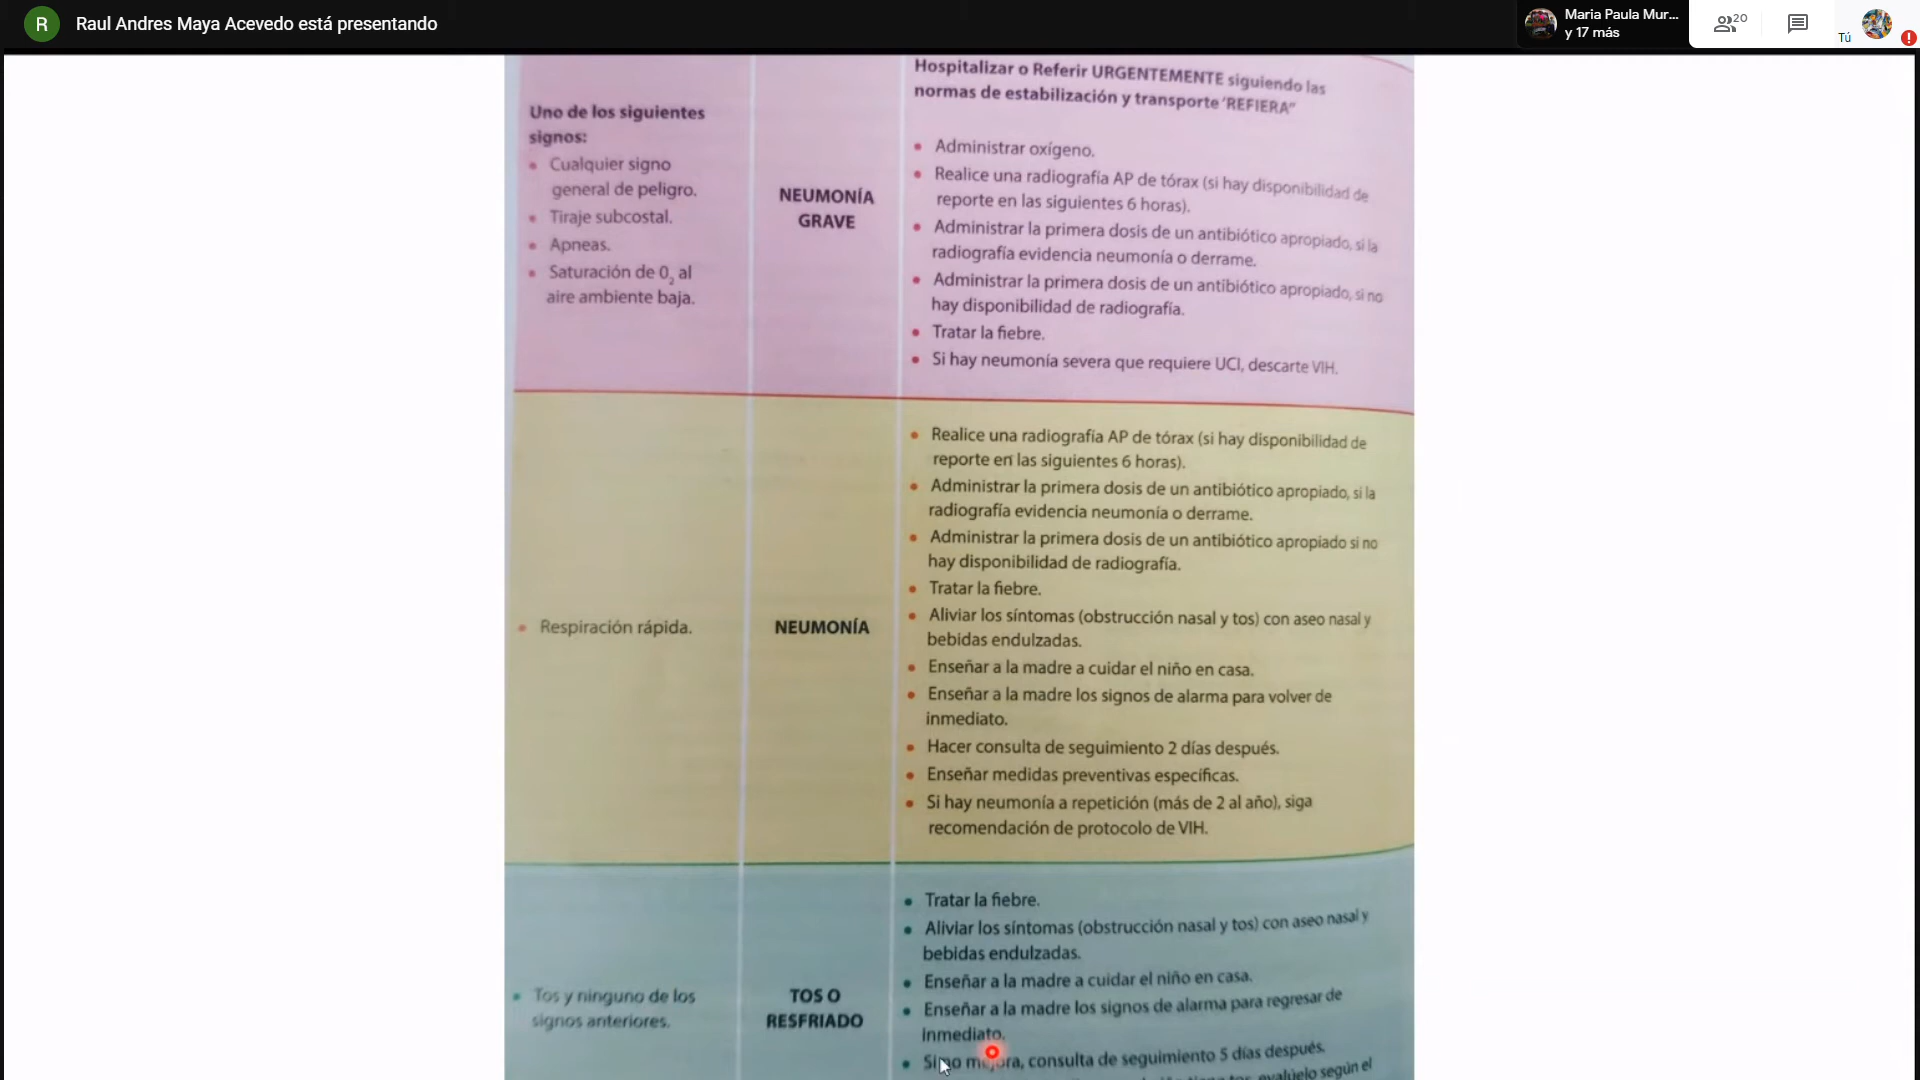 R
Raul Andres Maya Acevedo está presentando
Maria Paula Mur...
y 17 más
20
Tú
Uno de los siguientes
signos:
• Cualquier signo
general de peligro.
• Tiraje subcostal.
• Apneas.
• Saturación de 0₂ al
aire ambiente baja.
NEUMONÍA
GRAVE
Hospitalizar o Referir URGENTEMENTE siguiendo las
normas de estabilización y transporte ‘REFIERA”
• Administrar oxígeno.
• Realice una radiografía AP de tórax (si hay disponibilidad de
reporte en las siguientes 6 horas).
• Administrar la primera dosis de un antibiótico apropiado, si la
radiografía evidencia neumonía o derrame.
• Administrar la primera dosis de un antibiótico apropiado, si no
hay disponibilidad de radiografía.
• Tratar la fiebre.
• Si hay neumonía severa que requiere UCI, descarte VIH.
• Respiración rápida.
NEUMONÍA
• Realice una radiografía AP de tórax (si hay disponibilidad de
reporte en las siguientes 6 horas).
• Administrar la primera dosis de un antibiótico apropiado, si la
radiografía evidencia neumonía o derrame.
• Administrar la primera dosis de un antibiótico apropiado si no
hay disponibilidad de radiografía.
• Tratar la fiebre.
• Aliviar los síntomas (obstrucción nasal y tos) con aseo nasal y
bebidas endulzadas.
• Enseñar a la madre a cuidar el niño en casa.
• Enseñar a la madre los signos de alarma para volver de
inmediato.
• Hacer consulta de seguimiento 2 días después.
• Enseñar medidas preventivas específicas.
• Si hay neumonía a repetición (más de 2 al año), siga
recomendación de protocolo de VIH.
• Tos y ninguno de los
signos anteriores.
TOS O
RESFRIADO
• Tratar la fiebre.
• Aliviar los síntomas (obstrucción nasal y tos) con aseo nasal y
bebidas endulzadas.
• Enseñar a la madre a cuidar el niño en casa.
• Enseñar a la madre los signos de alarma para regresar de
inmediato.
• Si no mejora, consulta de seguimiento 5 días después.
evalúelo según el